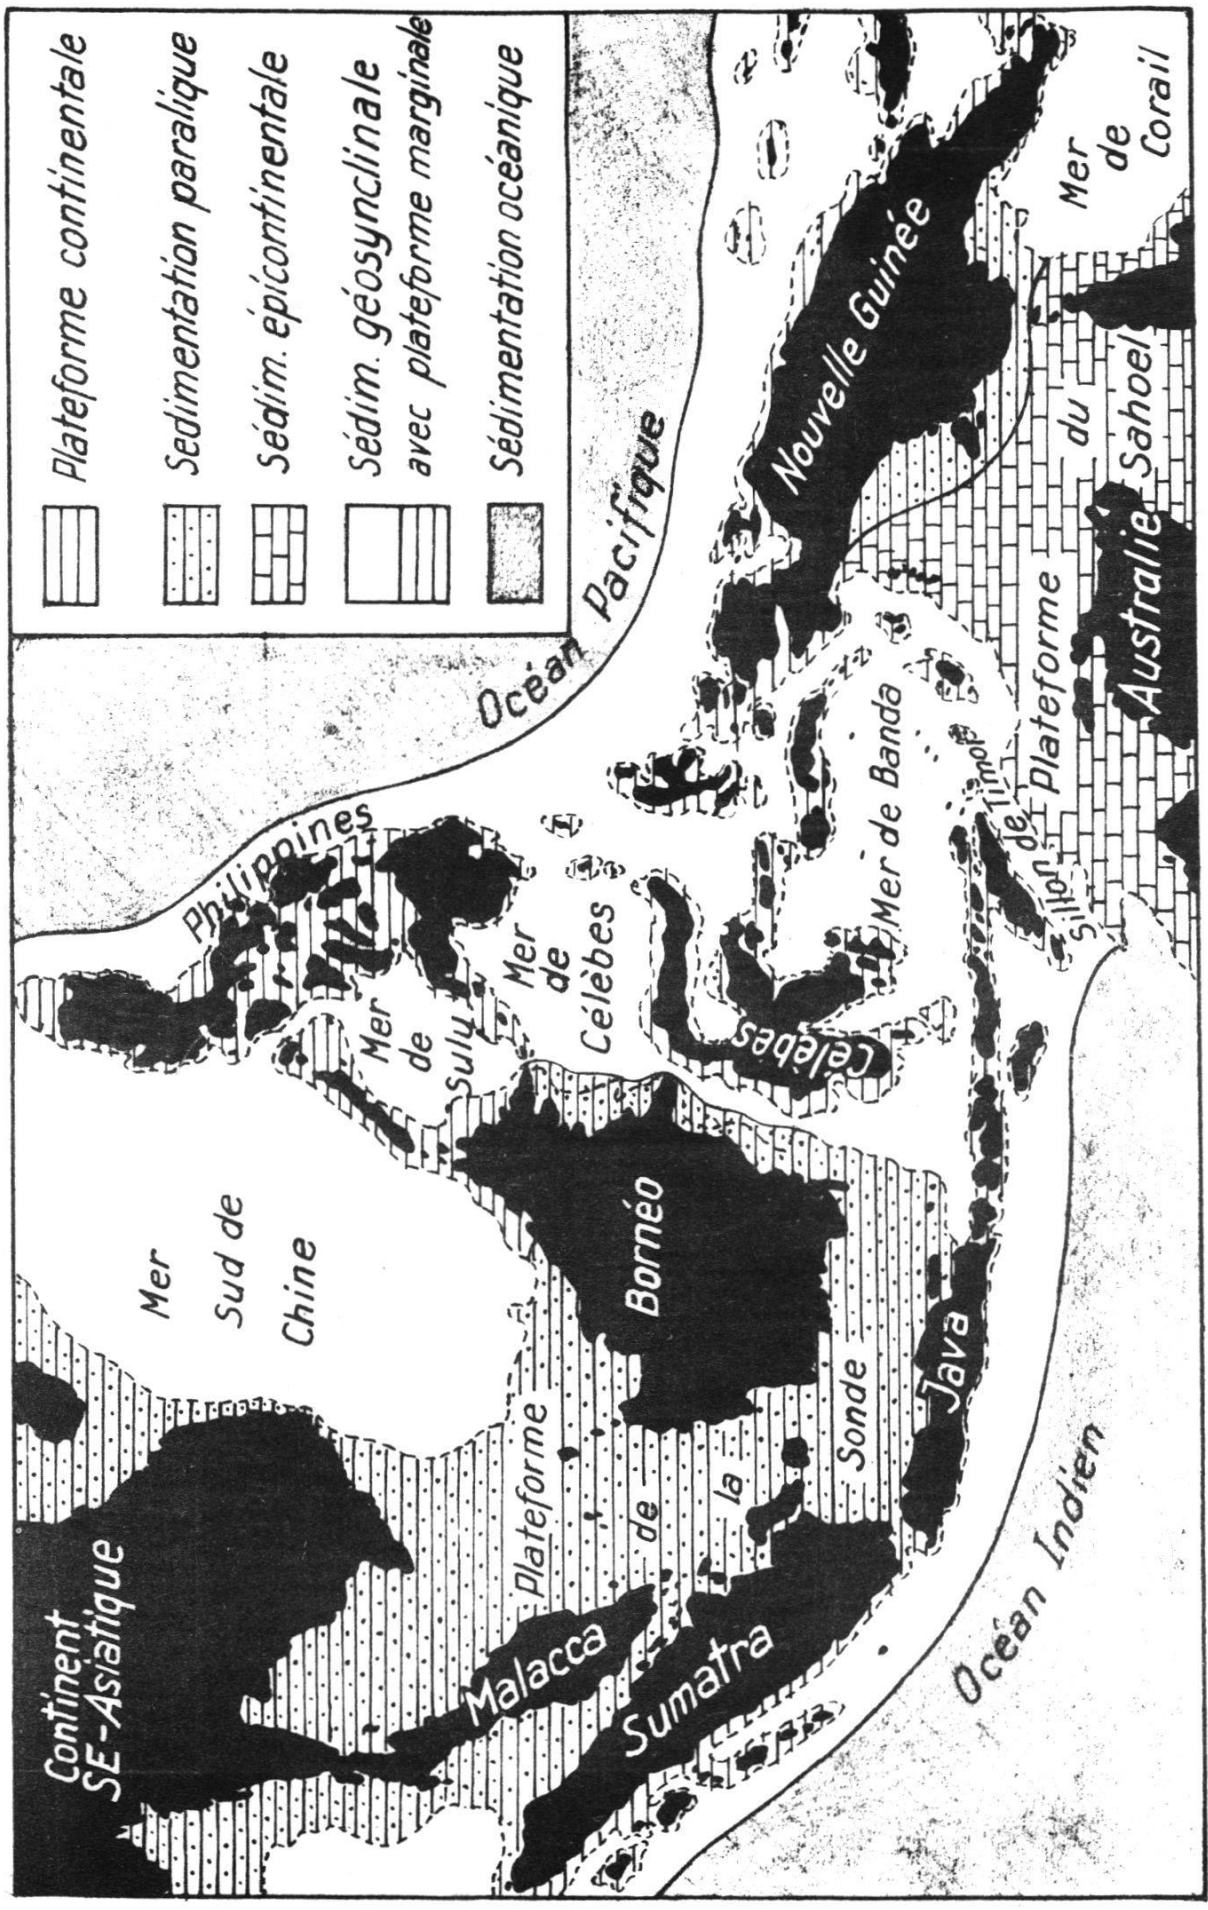 Plateforme continentale
Sedimentation paralique
Sédim. épicontinentale
Sédim. géosynclinale
avec plateforme marginale
Sédimentation océanique
Continent
SE-Asiatique
Mer
Sud de
Chine
Philippines
Océan Pacifique
Mer
de
Sulu
Mer
de
Célèbes
Malacca
Plateforme
de
la
Sonde
Bornéo
Célèbès
Sumatra
Java
Mer de Banda
Sillon de Timor
Nouvelle Guinée
Plateforme
du
Sahoel
Australie
Mer
de
Corail
Océan Indien